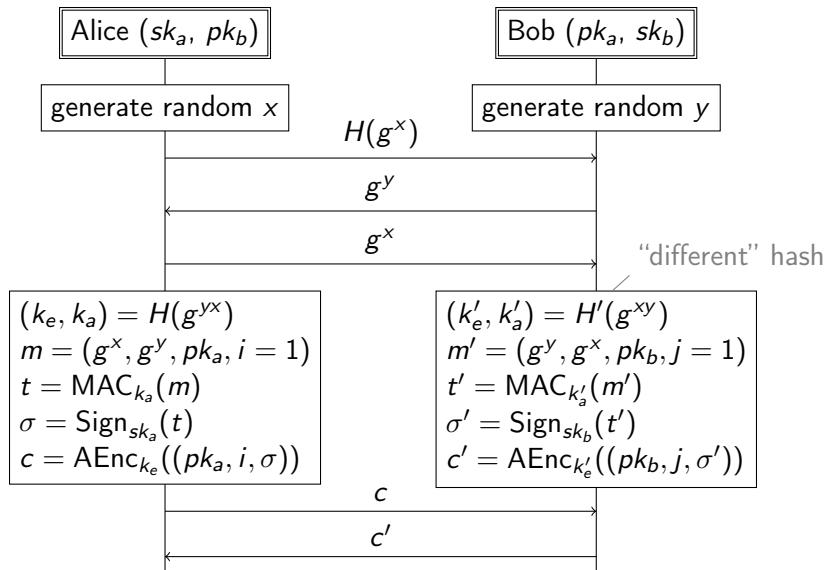 Alice (sk_a, pk_b)
Bob (pk_a, sk_b)
generate random x
generate random y
H(g^x)
g^y
g^x
“different” hash
(k_e, k_a) = H(g^{yx})
m = (g^x, g^y, pk_a, i = 1)
t = MAC_{k_a}(m)
σ = Sign_{sk_a}(t)
c = AEnc_{k_e}((pk_a, i, σ))
(k′_e, k′_a) = H′(g^{xy})
m′ = (g^y, g^x, pk_b, j = 1)
t′ = MAC_{k′_a}(m′)
σ′ = Sign_{sk_b}(t′)
c′ = AEnc_{k′_e}((pk_b, j, σ′))
c
c′